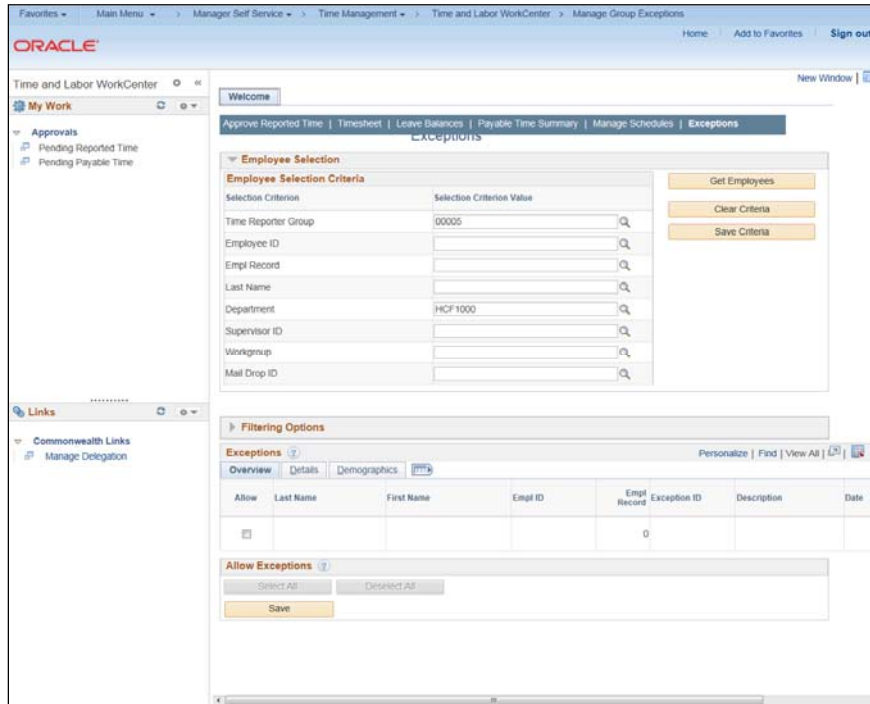 Favorites Main Menu > Manager Self Service > Time Management > Time and Labor WorkCenter > Manage Group Exceptions
Home Add to Favorites Sign out
ORACLE
New Window |
Time and Labor WorkCenter «
Welcome
My Work
Approve Reported Time | Timesheet | Leave Balances | Payable Time Summary | Manage Schedules | Exceptions
Exceptions
Approvals
Pending Reported Time
Pending Payable Time
Employee Selection
Employee Selection Criteria
Get Employees
Selection Criterion Selection Criterion Value
Clear Criteria
Time Reporter Group 00005
Save Criteria
Employee ID
Empl Record
Last Name
Department HCF1000
Supervisor ID
Workgroup
Mail Drop ID
Links
Commonwealth Links
Manage Delegation
Filtering Options
Exceptions ? Personalize | Find | View All | |
Overview Details Demographics
Allow Last Name First Name Empl ID Empl Record Exception ID Description Date
0
Allow Exceptions ?
Select All Deselect All
Save